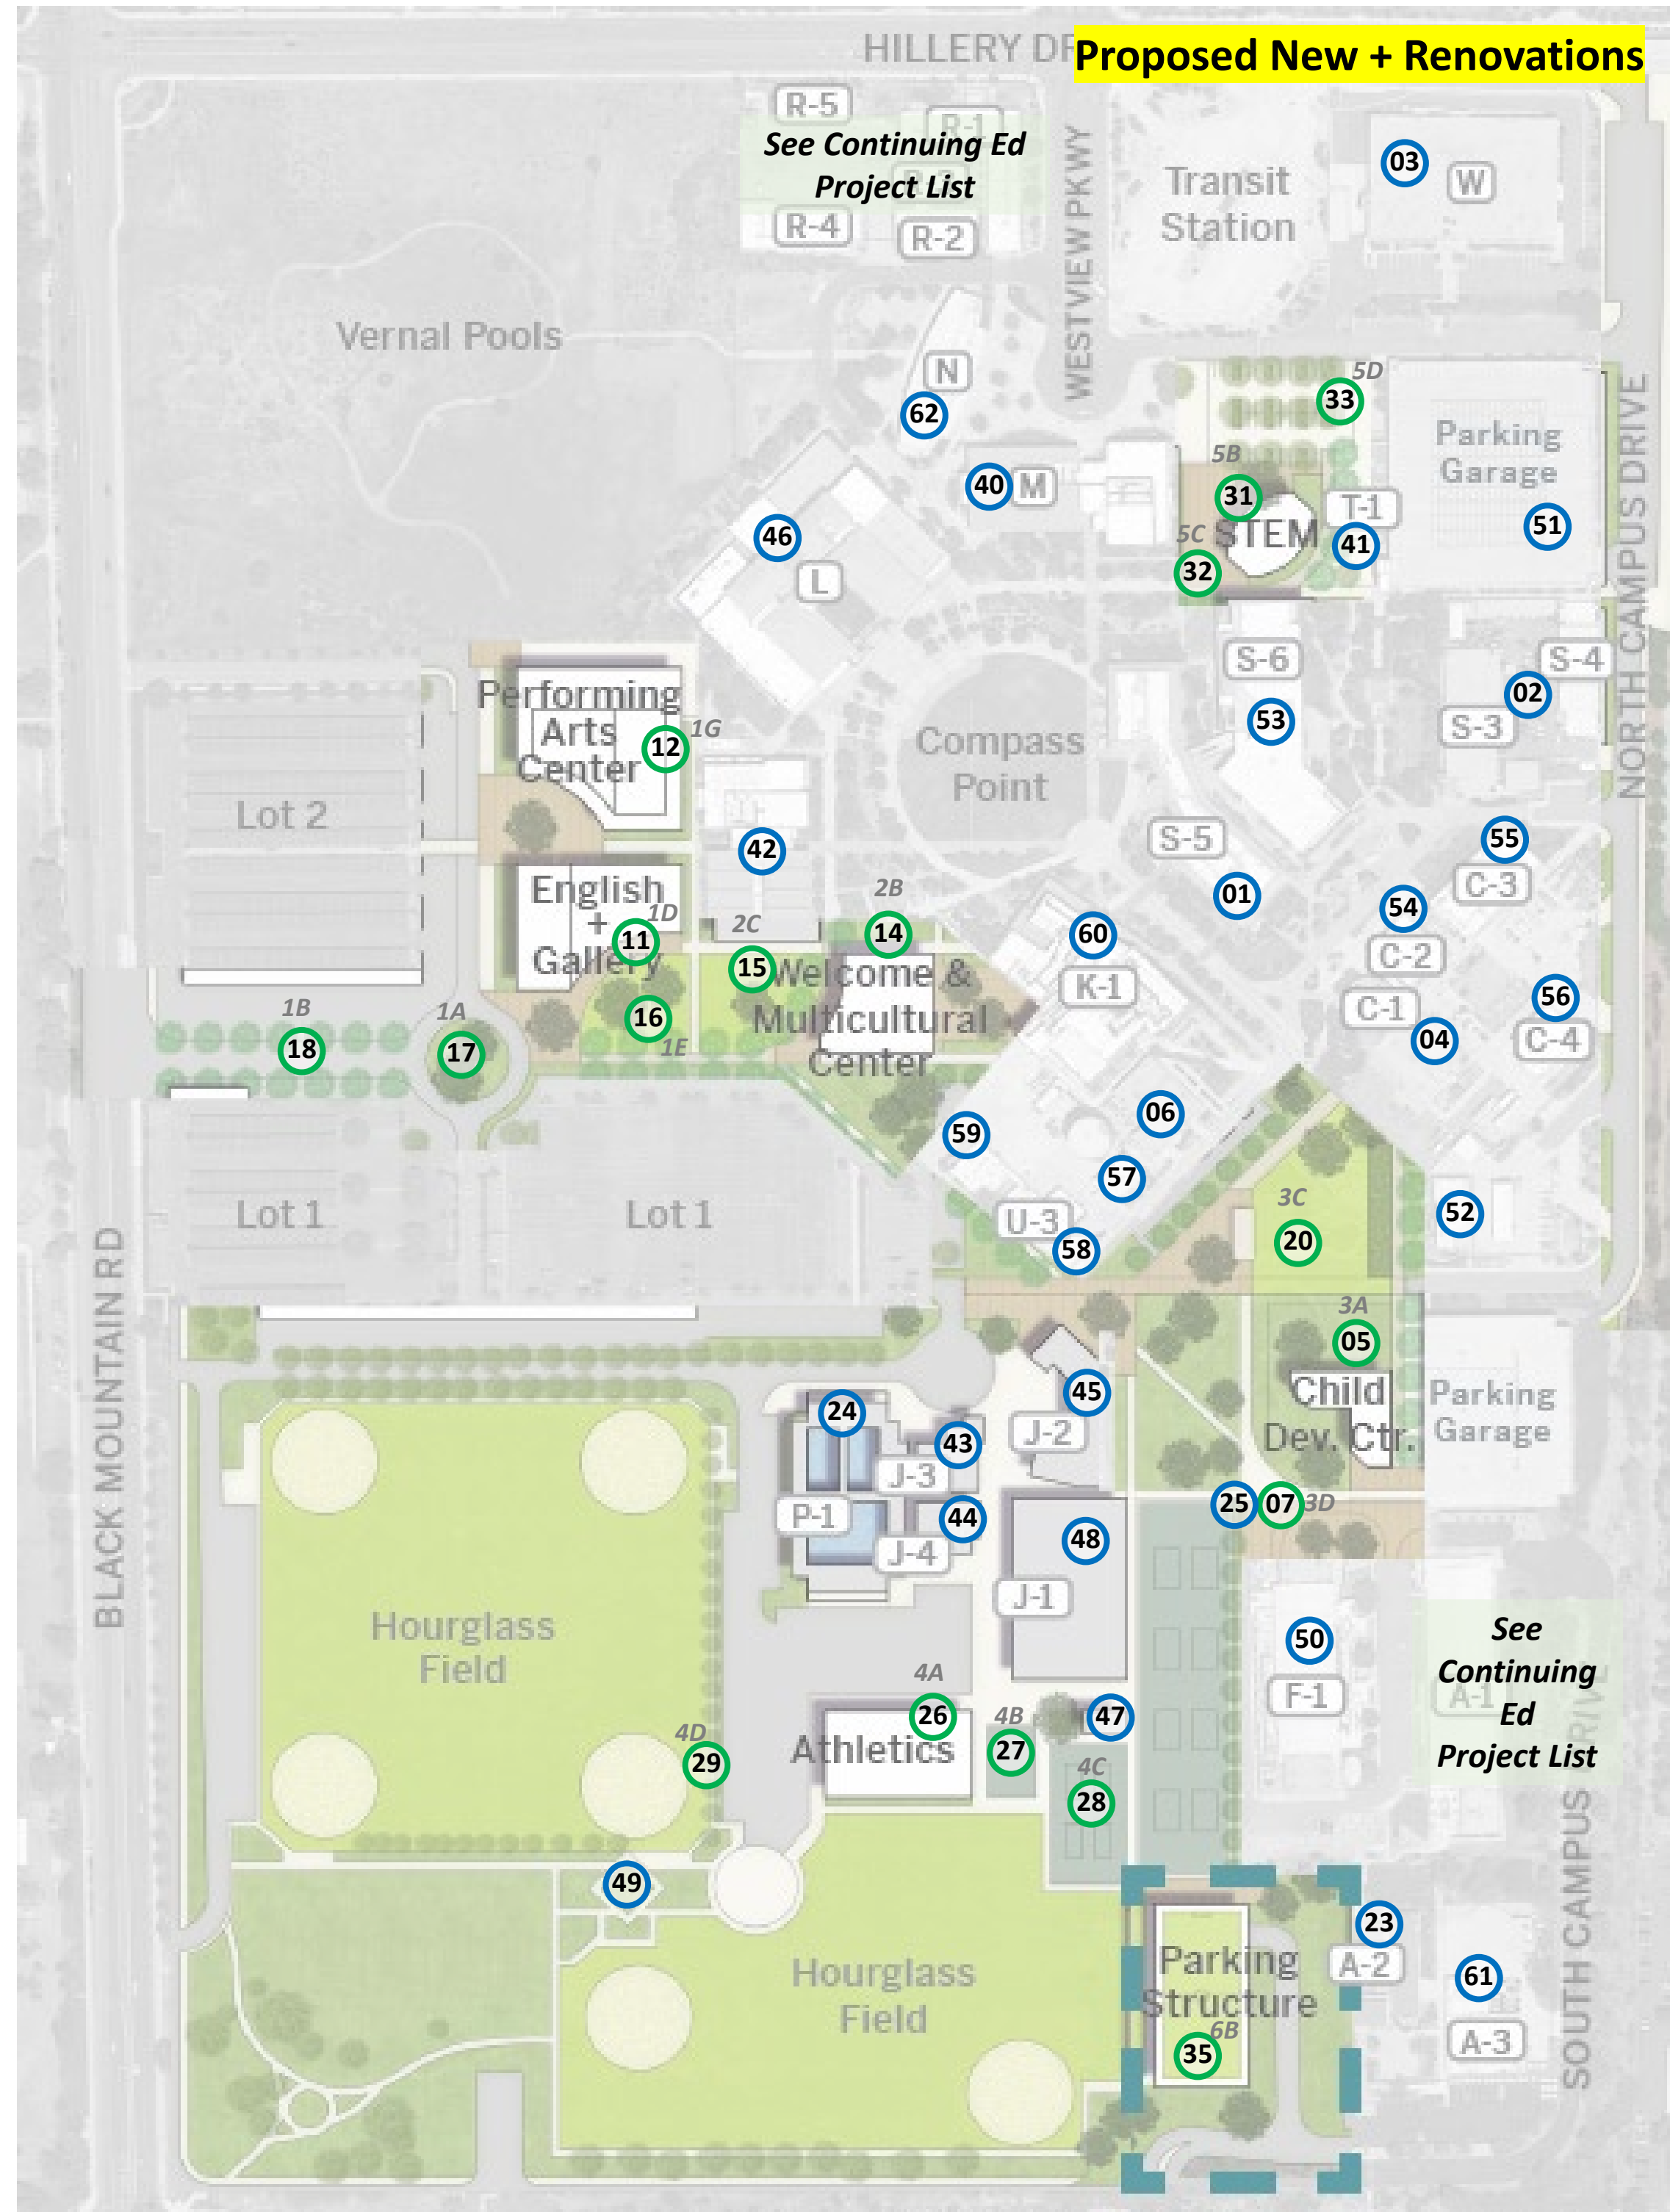 HILLERY DR
Proposed New + Renovations
R-5
R-1
See Continuing Ed
Project List
R-4
R-2
WESTVIEW PKWY
Transit
Station
03
W
Vernal Pools
N
62
5D
33
Parking
Garage
NORTH CAMPUS DRIVE
40
M
5B
31
STEM
T-1
41
51
46
L
5C
32
S-6
S-4
02
S-3
53
Performing
Arts
Center
12
1G
Compass
Point
Lot 2
42
S-5
01
55
C-3
54
C-2
English
+
Gallery
1D
11
2C
15
2B
14
60
K-1
Welcome &
Multicultural
Center
56
C-1
04
C-4
1B
18
1A
17
16
1E
06
59
57
U-3
58
52
3C
20
Lot 1
Lot 1
BLACK MOUNTAIN RD
3A
05
Child
Dev. Ctr.
Parking
Garage
24
45
43
J-2
J-3
P-1
44
J-4
48
J-1
25
07
3D
Hourglass
Field
50
F-1
See
Continuing
Ed
Project List
A-1
4A
26
Athletics
4B
27
47
4C
28
4D
29
49
Hourglass
Field
Parking
Structure
6B
35
23
A-2
61
A-3
SOUTH CAMPUS DRIVE